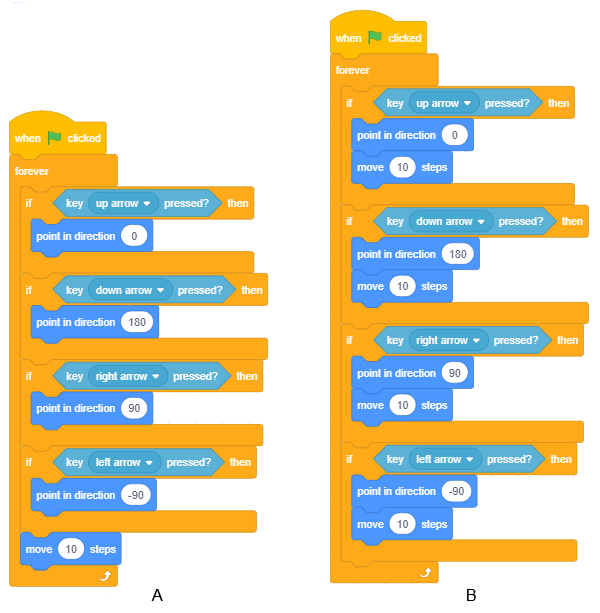 when clicked
forever
if key up arrow pressed? then
point in direction 0
if key down arrow pressed? then
point in direction 180
if key right arrow pressed? then
point in direction 90
if key left arrow pressed? then
point in direction -90
move 10 steps
A
when clicked
forever
if key up arrow pressed? then
point in direction 0
move 10 steps
if key down arrow pressed? then
point in direction 180
move 10 steps
if key right arrow pressed? then
point in direction 90
move 10 steps
if key left arrow pressed? then
point in direction -90
move 10 steps
B